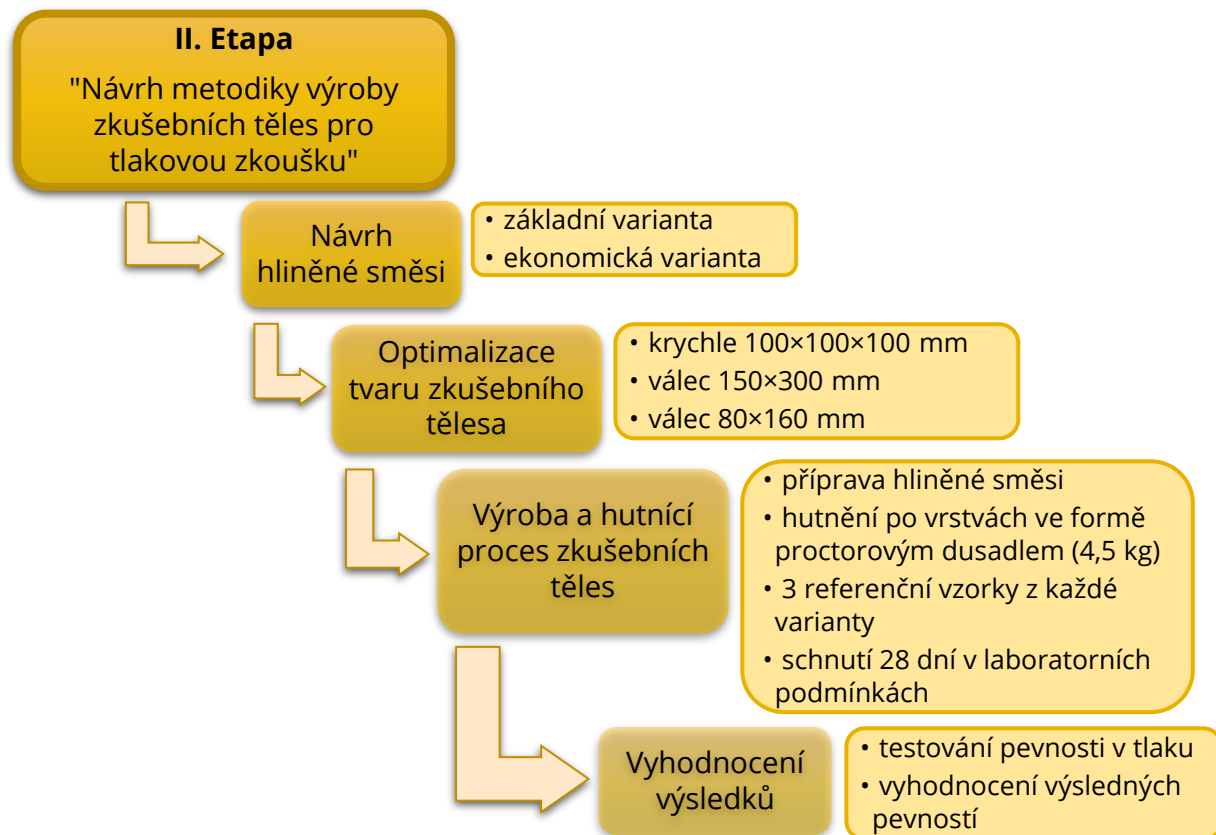 II. Etapa
"Návrh metodiky výroby
zkušebních těles pro
tlakovou zkoušku"
Návrh
hliněné směsi
• základní varianta
• ekonomická varianta
Optimalizace
tvaru zkušebního
tělesa
• krychle 100×100×100 mm
• válec 150×300 mm
• válec 80×160 mm
Výroba a hutnící
proces zkušebních
těles
• příprava hliněné směsi
• hutnění po vrstvách ve formě
proctorovým dusadlem (4,5 kg)
• 3 referenční vzorky z každé
varianty
• schnutí 28 dní v laboratorních
podmínkách
Vyhodnocení
výsledků
• testování pevnosti v tlaku
• vyhodnocení výsledných
pevností